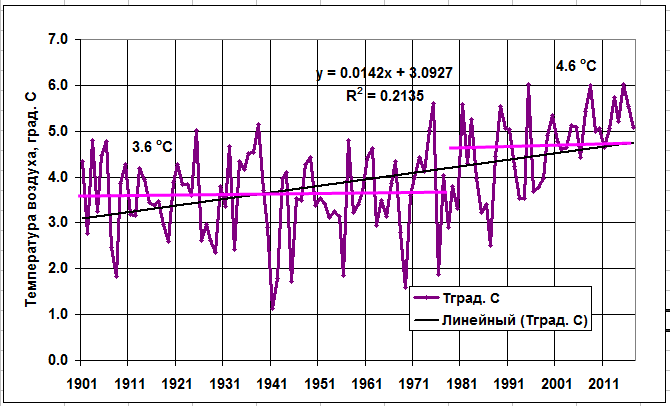 7.0
6.0
5.0
4.0
3.0
2.0
1.0
0.0
Температура воздуха, град. С
y = 0.0142x + 3.0927
R² = 0.2135
4.6 °C
3.6 °C
Тград. С
Линейный (Тград. С)
1901 1911 1921 1931 1941 1951 1961 1971 1981 1991 2001 2011